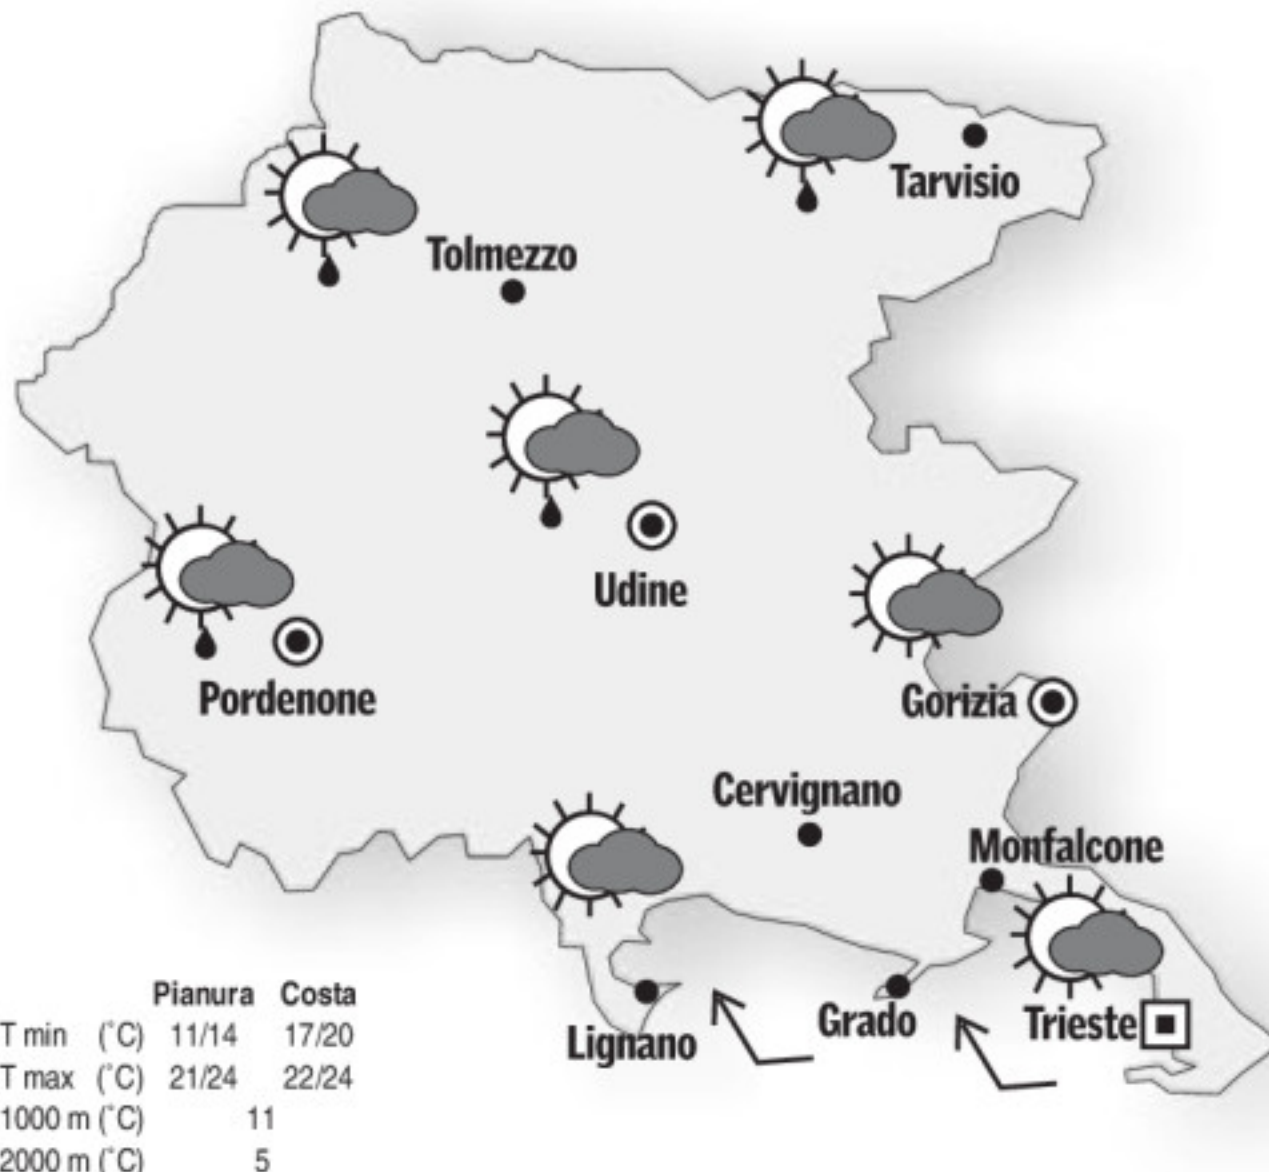 Tarvisio
Tolmezzo
Udine
Pordenone
Gorizia
Cervignano
Monfalcone
Lignano
Grado
Trieste
Pianura Costa
T min (˚C) 11/14 17/20
T max (˚C) 21/24 22/24
1000 m (˚C) 11
2000 m (˚C) 5